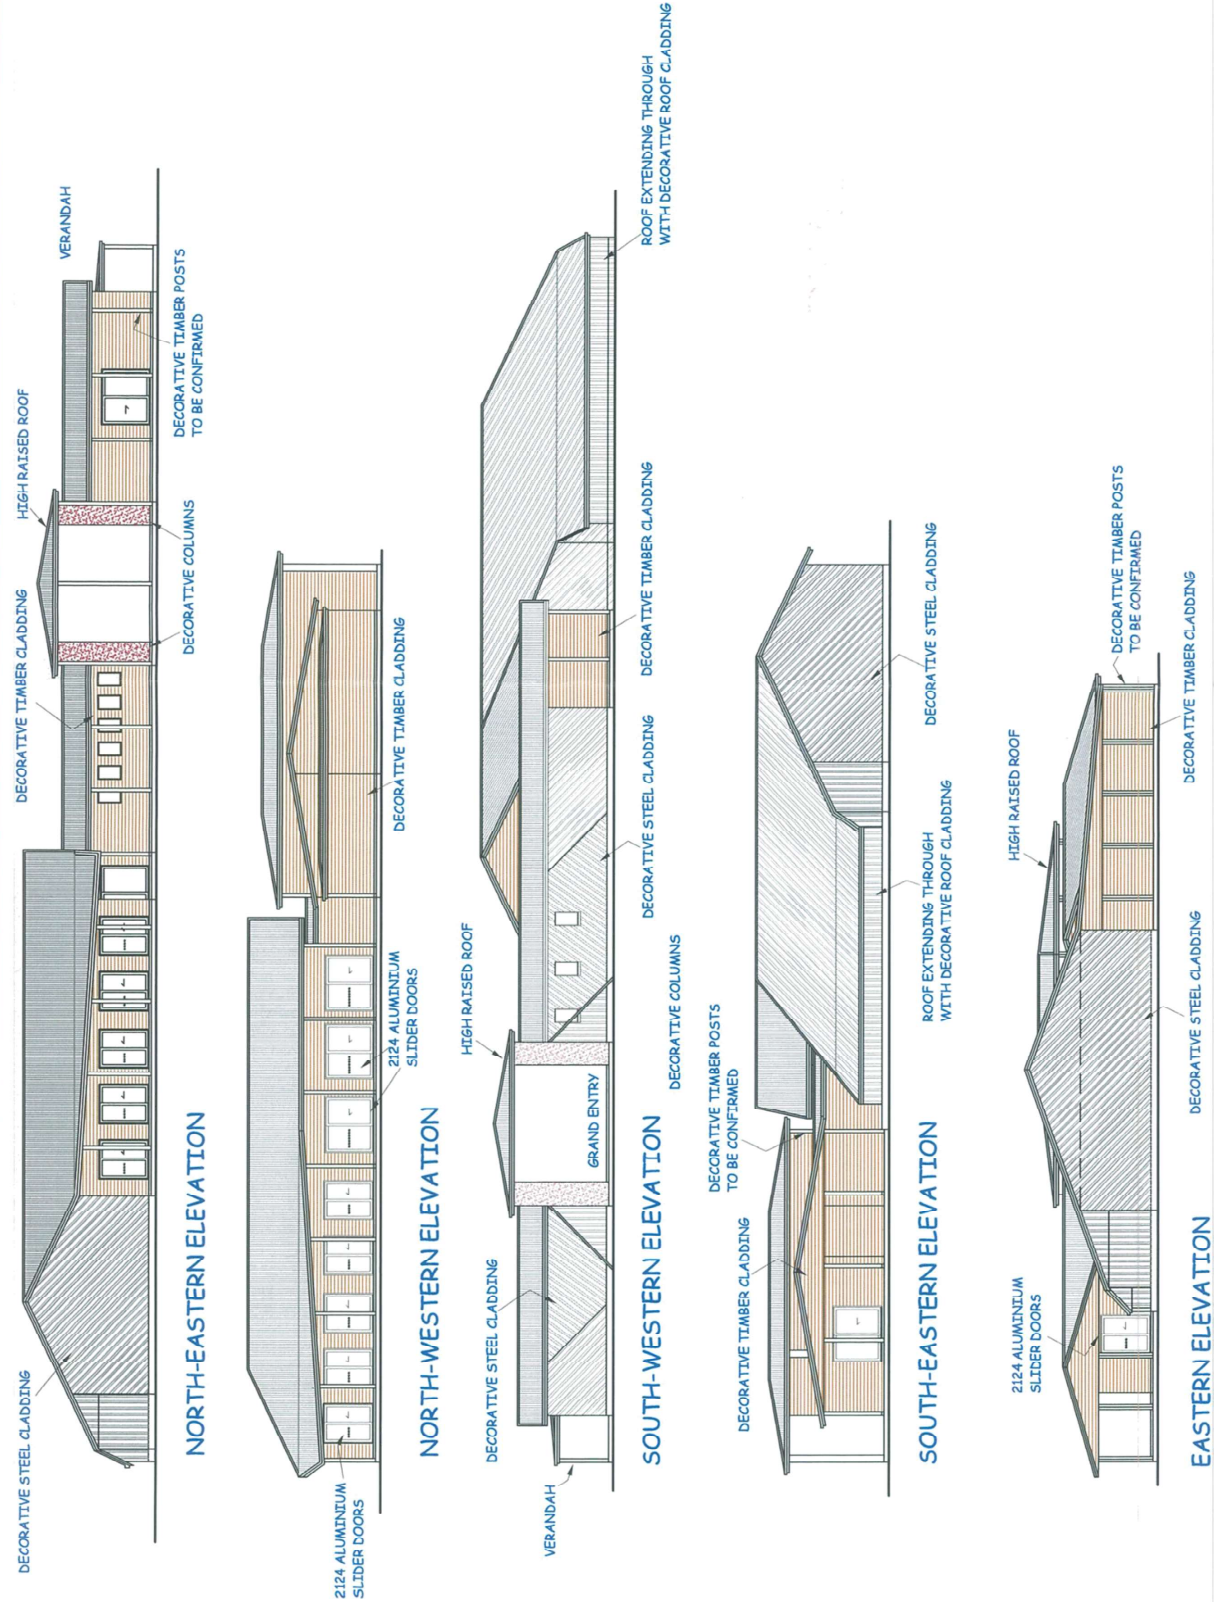 DECORATIVE STEEL CLADDING
DECORATIVE TIMBER CLADDING
HIGH RAISED ROOF
VERANDAH
DECORATIVE COLUMNS
DECORATIVE TIMBER POSTS
TO BE CONFIRMED
NORTH-EASTERN ELEVATION
2124 ALUMINIUM
SLIDER DOORS
2124 ALUMINIUM
SLIDER DOORS
DECORATIVE TIMBER CLADDING
NORTH-WESTERN ELEVATION
VERANDAH
DECORATIVE STEEL CLADDING
HIGH RAISED ROOF
GRAND ENTRY
DECORATIVE COLUMNS
DECORATIVE STEEL CLADDING
DECORATIVE TIMBER CLADDING
ROOF EXTENDING THROUGH
WITH DECORATIVE ROOF CLADDING
SOUTH-WESTERN ELEVATION
DECORATIVE TIMBER CLADDING
DECORATIVE TIMBER POSTS
TO BE CONFIRMED
ROOF EXTENDING THROUGH
WITH DECORATIVE ROOF CLADDING
DECORATIVE STEEL CLADDING
SOUTH-EASTERN ELEVATION
2124 ALUMINIUM
SLIDER DOORS
HIGH RAISED ROOF
DECORATIVE TIMBER POSTS
TO BE CONFIRMED
DECORATIVE STEEL CLADDING
DECORATIVE TIMBER CLADDING
EASTERN ELEVATION